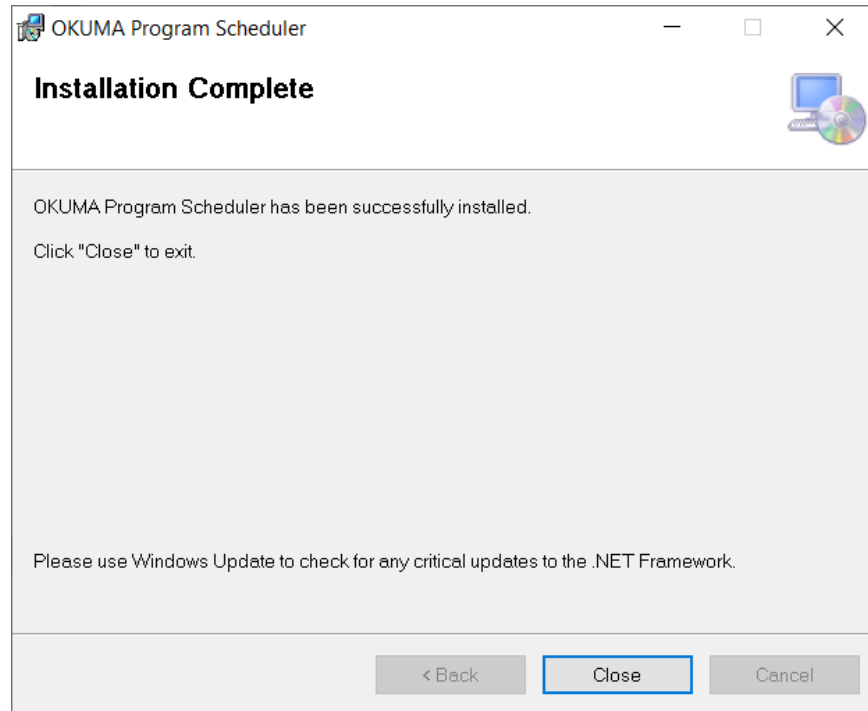 OKUMA Program Scheduler
Installation Complete
OKUMA Program Scheduler has been successfully installed.
Click "Close" to exit.
Please use Windows Update to check for any critical updates to the .NET Framework.
< Back
Close
Cancel